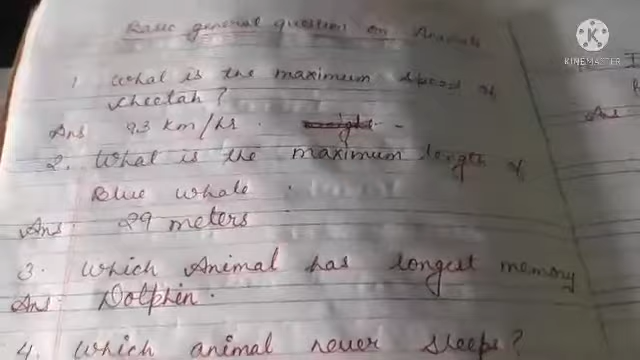 Basic general question on Animals
1 What is the maximum speed of
Cheetah?
Ans 93 km/hr.
2. What is the maximum length of
Blue whale.
Ans. 29 meters
3. Which Animal has longest memory
Ans. Dolphin.
4. Which animal never sleeps?
K
KINEMASTER